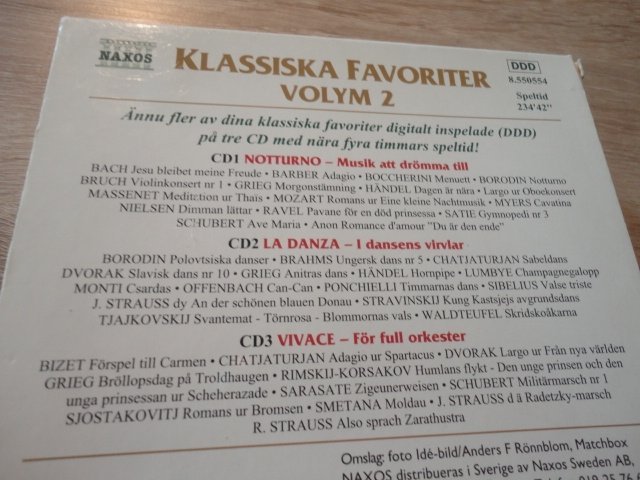 NAXOS
KLASSISKA FAVORITER
VOLYM 2
DDD
8.550554
Speltid
234'42"
Ännu fler av dina klassiska favoriter digitalt inspelade (DDD)
på tre CD med nära fyra timmars speltid!
CD1 NOTTURNO – Musik att drömma till
BACH Jesu bleibet meine Freude • BARBER Adagio • BOCCHERINI Menuett • BORODIN Notturno
BRUCH Violinkonsert nr 1 • GRIEG Morgonstämning • HÄNDEL Dagen är nära • Largo ur Oboekonsert
MASSENET Meditation ur Thaïs • MOZART Romans ur Eine kleine Nachtmusik • MYERS Cavatina
NIELSEN Dimman lättar • RAVEL Pavane för en död prinsessa • SATIE Gymnopedi nr 3
SCHUBERT Ave Maria • Anon Romance d'amour "Du är den ende"
CD2 LA DANZA – I dansens virvlar
BORODIN Polovtsiska danser • BRAHMS Ungersk dans nr 5 • CHATJATURJAN Sabeldans
DVORAK Slavisk dans nr 10 • GRIEG Anitras dans • HÄNDEL Hornpipe • LUMBYE Champagnegalopp
MONTI Csardas • OFFENBACH Can-Can • PONCHIELLI Timmarnas dans • SIBELIUS Valse triste
J. STRAUSS dy An der schönen blauen Donau • STRAVINSKIJ Kung Kastsjejs avgrundsdans
TJAJKOVSKIJ Svantemat - Törnrosa - Blommornas vals • WALDTEUFEL Skridskoåkarna
CD3 VIVACE – För full orkester
BIZET Förspel till Carmen • CHATJATURJAN Adagio ur Spartacus • DVORAK Largo ur Från nya världen
GRIEG Bröllopsdag på Troldhaugen • RIMSKIJ-KORSAKOV Humlans flykt - Den unge prinsen och den
unga prinsessan ur Scheherazade • SARASATE Zigeunerweisen • SCHUBERT Militärmarsch nr 1
SJOSTAKOVITJ Romans ur Bromsen • SMETANA Moldau • J. STRAUSS d ä Radetzky-marsch
R. STRAUSS Also sprach Zarathustra
Omslag: foto Idé-bild/Anders F Rönnblom, Matchbox
NAXOS distribueras i Sverige av Naxos Sweden AB,